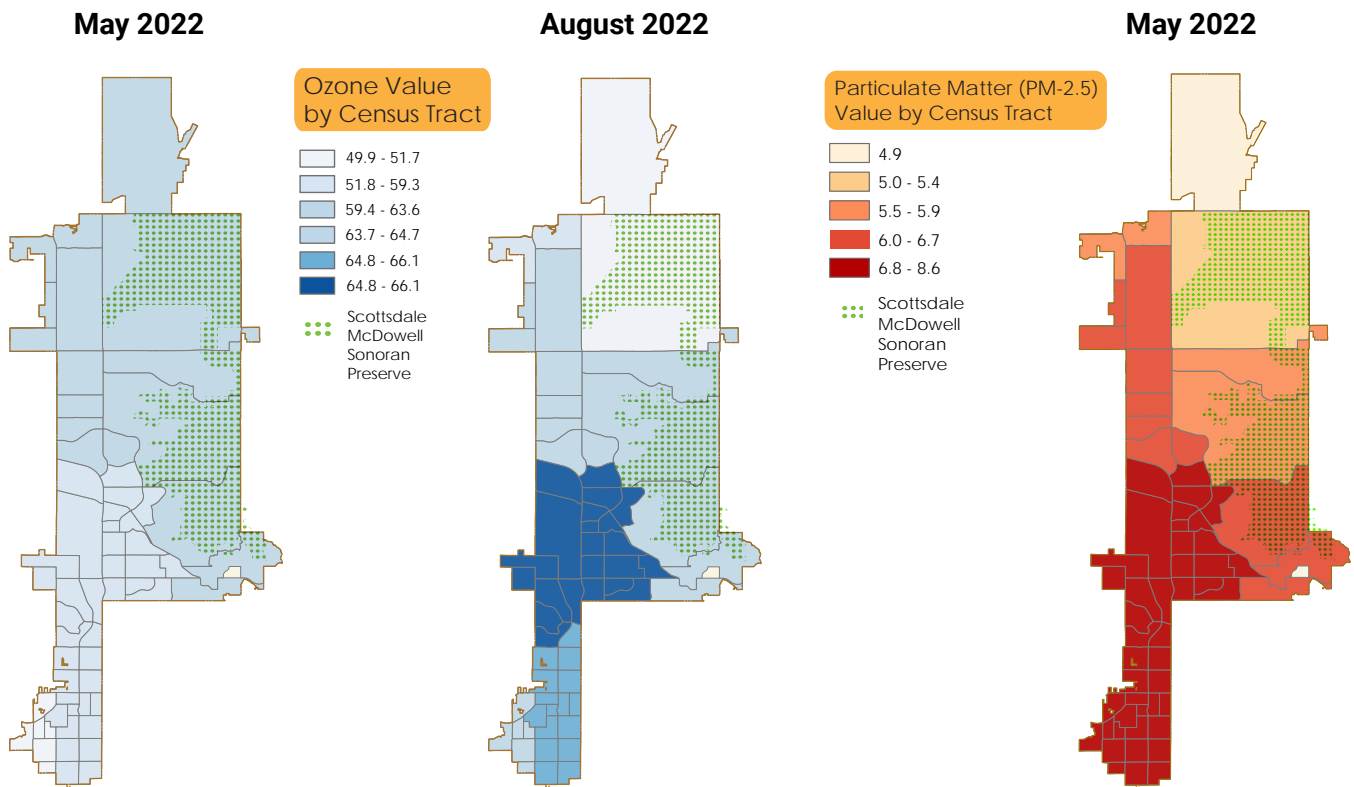 May 2022
August 2022
May 2022
Ozone Value
by Census Tract
49.9 - 51.7
51.8 - 59.3
59.4 - 63.6
63.7 - 64.7
64.8 - 66.1
64.8 - 66.1
Scottsdale
McDowell
Sonoran
Preserve
Particulate Matter (PM-2.5)
Value by Census Tract
4.9
5.0 - 5.4
5.5 - 5.9
6.0 - 6.7
6.8 - 8.6
Scottsdale
McDowell
Sonoran
Preserve